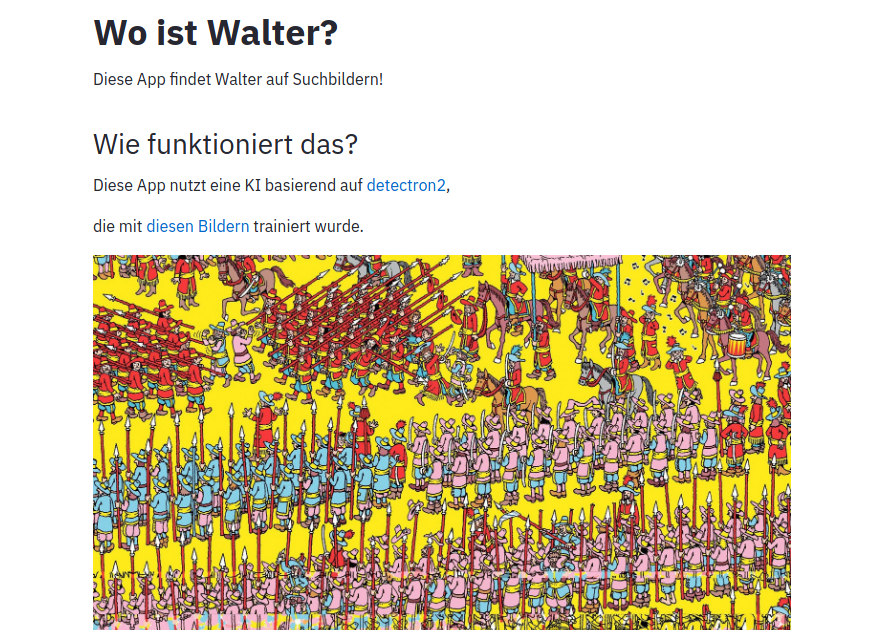 Wo ist Walter?
Diese App findet Walter auf Suchbildern!
Wie funktioniert das?
Diese App nutzt eine KI basierend auf detectron2,
die mit diesen Bildern trainiert wurde.